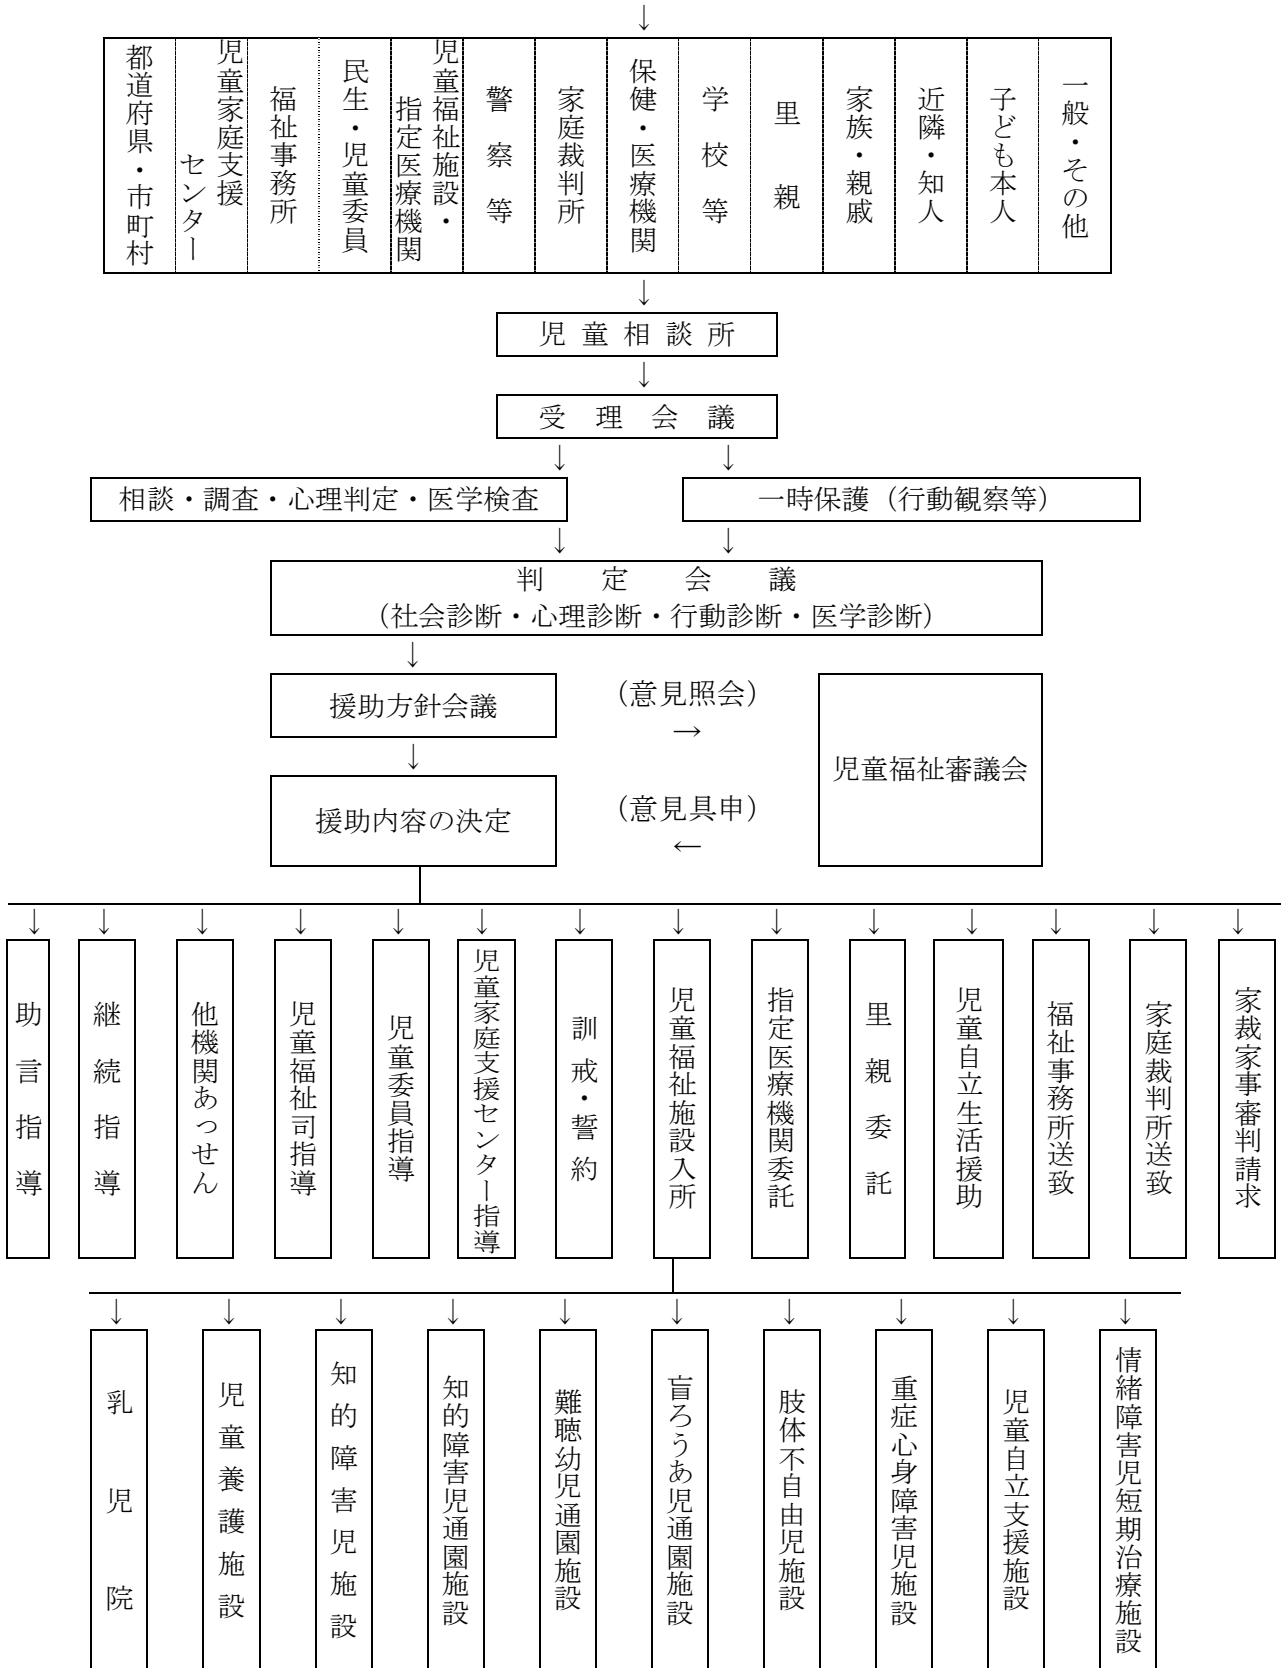 ↓
都道府県・市町村
児童家庭支援
センター
福祉事務所
民生・児童委員
児童福祉施設・
指定医療機関
警察等
家庭裁判所
保健・医療機関
学校等
里親
家族・親戚
近隣・知人
子ども本人
一般・その他
↓
児童相談所
↓
受理会議
↓ ↓
相談・調査・心理判定・医学検査
一時保護（行動観察等）
↓ ↓
判定会議
（社会診断・心理診断・行動診断・医学診断）
↓
援助方針会議
（意見照会）
→
児童福祉審議会
↓
援助内容の決定
（意見具申）
←
↓ ↓ ↓ ↓ ↓ ↓ ↓ ↓ ↓ ↓ ↓ ↓ ↓ ↓
助言指導
継続指導
他機関あっせん
児童福祉司指導
児童委員指導
児童家庭支援センター指導
訓戒・誓約
児童福祉施設入所
指定医療機関委託
里親委託
児童自立生活援助
福祉事務所送致
家庭裁判所送致
家裁家事審判請求
↓ ↓ ↓ ↓ ↓ ↓ ↓ ↓ ↓ ↓
乳児院
児童養護施設
知的障害児施設
知的障害児通園施設
難聴幼児通園施設
盲ろうあ児通園施設
肢体不自由児施設
重症心身障害児施設
児童自立支援施設
情緒障害児短期治療施設